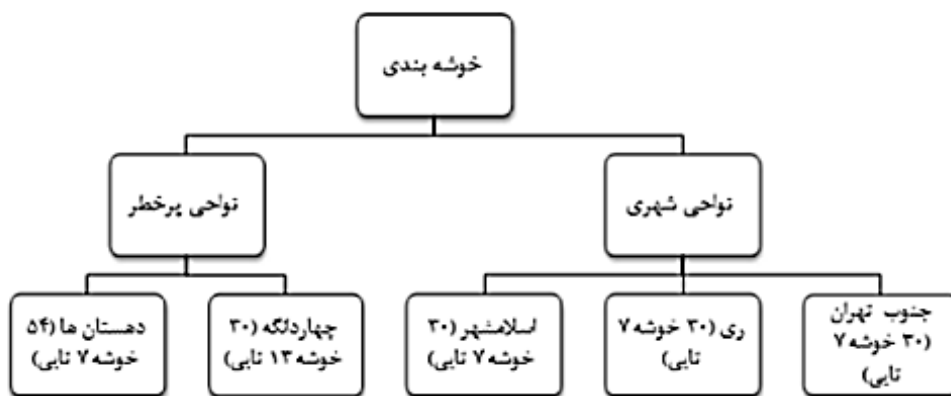 خوشه بندی
نواحی شهری
نواحی پرخطر
جنوب تهران
(۳۰ خوشه ۷
تایی)
ری (۳۰ خوشه ۷
تایی)
اسلامشهر (۳۰
خوشه ۷ تایی)
چهاردانگه (۳۰
خوشه ۱۳ تایی)
دهستان ها (۵۴
خوشه ۷ تایی)